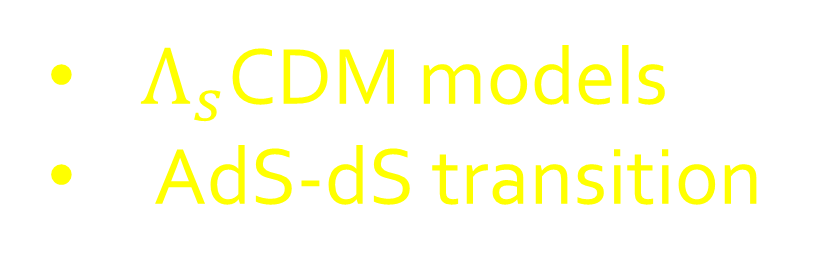 • ΛₛCDM models
• AdS-dS transition